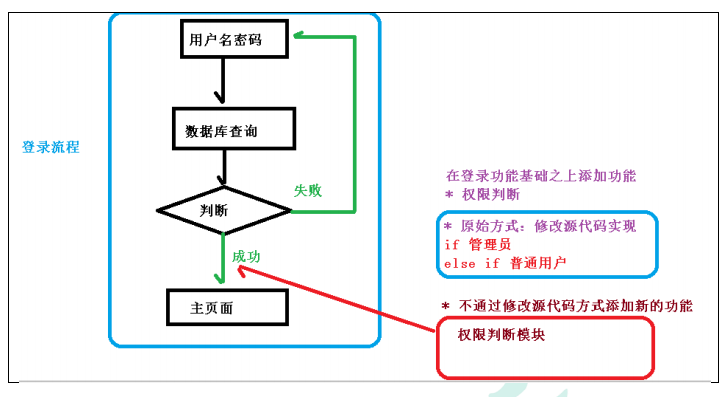 用户名密码
数据库查询
登录流程
失败
判断
成功
主页面
在登录功能基础之上添加功能
* 权限判断
* 原始方式：修改源代码实现
if 管理员
else if 普通用户
* 不通过修改源代码方式添加新的功能
权限判断模块